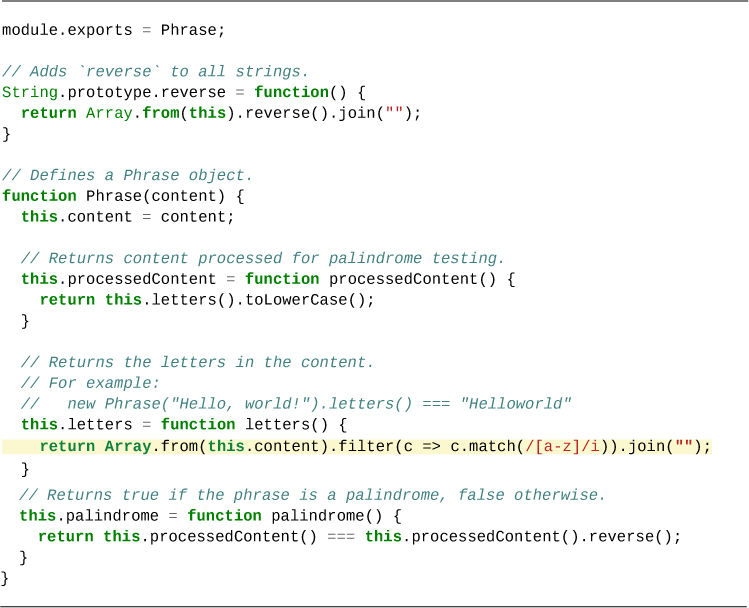 module.exports = Phrase;
// Adds `reverse` to all strings.
String.prototype.reverse = function() {
  return Array.from(this).reverse().join("");
}
// Defines a Phrase object.
function Phrase(content) {
  this.content = content;
  // Returns content processed for palindrome testing.
  this.processedContent = function processedContent() {
    return this.letters().toLowerCase();
  }
  // Returns the letters in the content.
  // For example:
  //   new Phrase("Hello, world!").letters() === "Helloworld"
  this.letters = function letters() {
    return Array.from(this.content).filter(c => c.match(/[a-z]/i)).join("");
  }
  // Returns true if the phrase is a palindrome, false otherwise.
  this.palindrome = function palindrome() {
    return this.processedContent() === this.processedContent().reverse();
  }
}